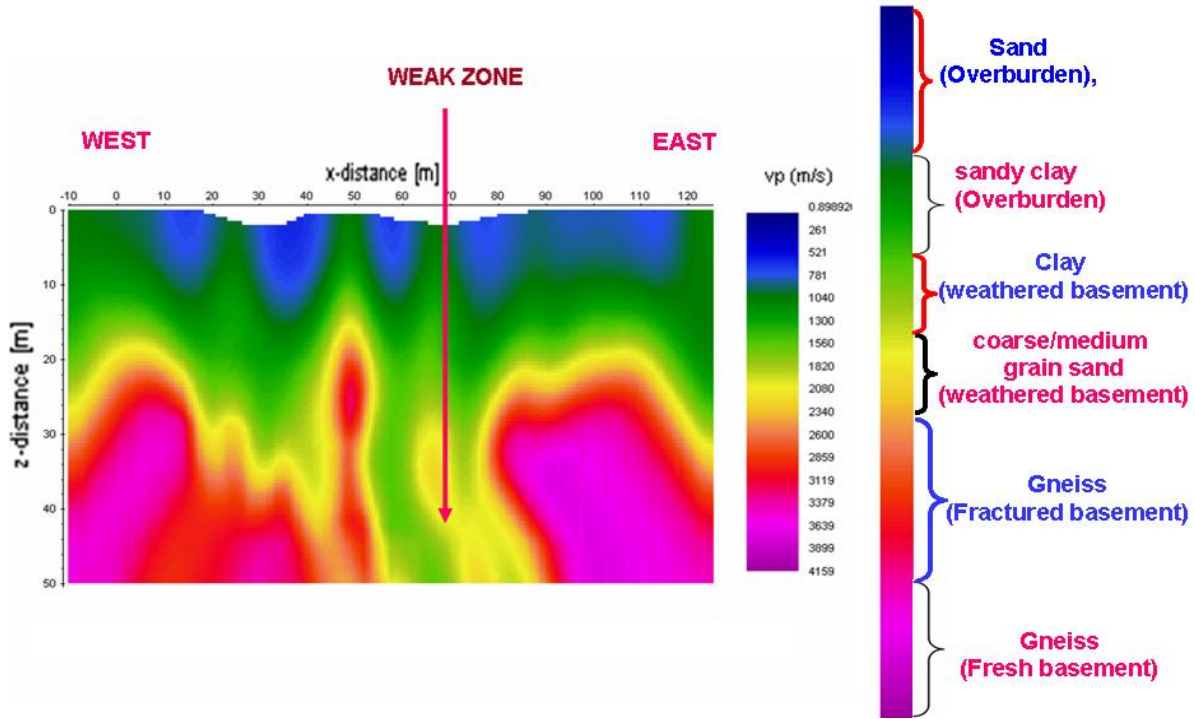 WEAK ZONE
WEST
EAST
x-distance [m]
-10 0 10 20 30 40 50 60 70 80 90 100 110 120
z-distance [m]
0
10
20
30
40
50
vp (m/s)
0.898920
261
521
781
1040
1300
1560
1820
2080
2340
2600
2859
3119
3379
3639
3899
4159
Sand
(Overburden),
sandy clay
(Overburden)
Clay
(weathered basement)
coarse/medium
grain sand
(weathered basement)
Gneiss
(Fractured basement)
Gneiss
(Fresh basement)